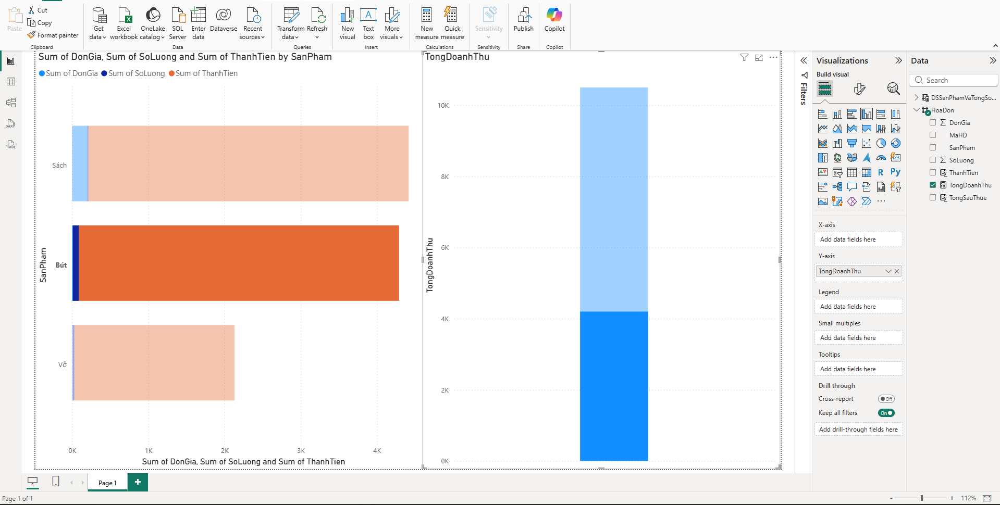 Paste
Cut
Copy
Format painter
Clipboard
Get data
Excel workbook
OneLake catalog
SQL Server
Enter data
Dataverse
Recent sources
Data
Transform data
Refresh
Queries
New visual
Text box
More visuals
Insert
New measure
Quick measure
Calculations
Sensitivity
Sensitivity
Publish
Share
Copilot
Copilot
DAX
TMDL
Sum of DonGia, Sum of SoLuong and Sum of ThanhTien by SanPham
Sum of DonGia Sum of SoLuong Sum of ThanhTien
SanPham
Sách
Bút
Vở
0K 1K 2K 3K 4K
Sum of DonGia, Sum of SoLuong and Sum of ThanhTien
TongDoanhThu
TongDoanhThu
10K
8K
6K
4K
2K
0K
Filters
Visualizations
Build visual
123
R
Py
X-axis
Add data fields here
Y-axis
TongDoanhThu
Legend
Add data fields here
Small multiples
Add data fields here
Tooltips
Add data fields here
Drill through
Cross-report Off
Keep all filters On
Add drill-through fields here
Data
Search
DSSanPhamVaTongSo...
HoaDon
DonGia
MaHD
SanPham
SoLuong
ThanhTien
TongDoanhThu
TongSauThue
Page 1
Page 1 of 1
112%